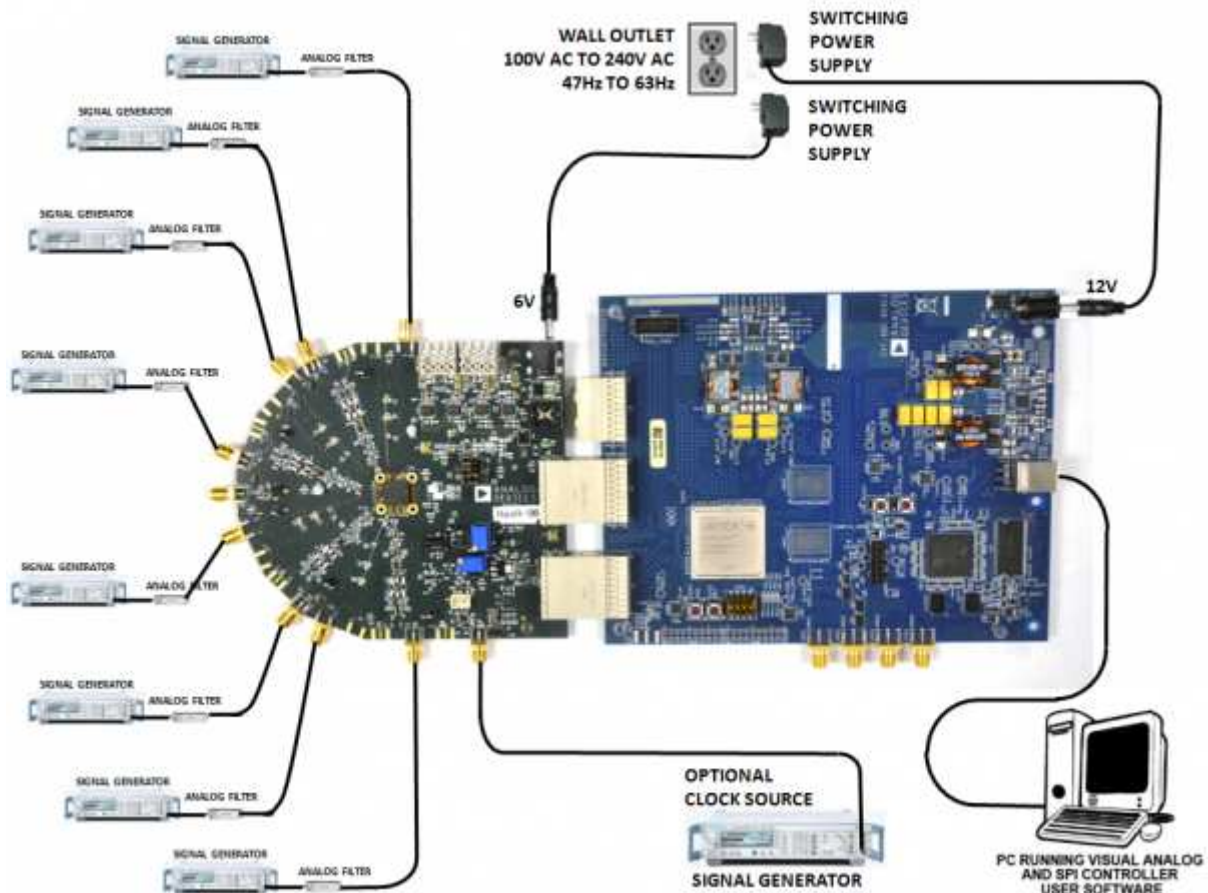 SIGNAL GENERATOR
ANALOG FILTER
WALL OUTLET
100V AC TO 240V AC
47Hz TO 63Hz
SWITCHING
POWER
SUPPLY
SWITCHING
POWER
SUPPLY
SIGNAL GENERATOR
ANALOG FILTER
SIGNAL GENERATOR
ANALOG FILTER
6V
12V
SIGNAL GENERATOR
ANALOG FILTER
SIGNAL GENERATOR
ANALOG FILTER
SIGNAL GENERATOR
ANALOG FILTER
SIGNAL GENERATOR
ANALOG FILTER
SIGNAL GENERATOR
ANALOG FILTER
OPTIONAL
CLOCK SOURCE
SIGNAL GENERATOR
PC RUNNING VISUAL ANALOG
AND SPI CONTROLLER
USER SOFTWARE